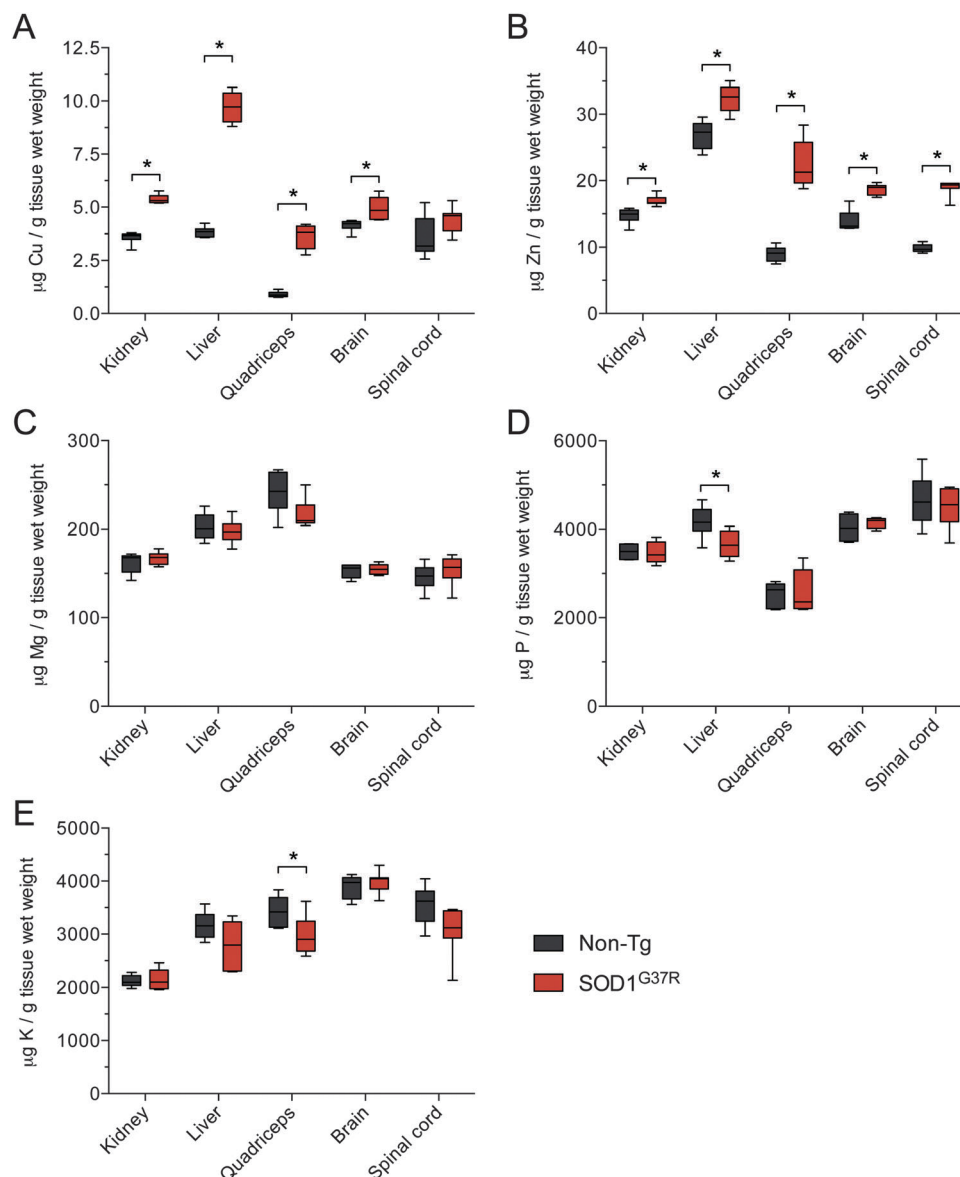 A
B
μg Cu / g tissue wet weight
12.5
10.0
7.5
5.0
2.5
0.0
*
*
*
*
Kidney
Liver
Quadriceps
Brain
Spinal cord
μg Zn / g tissue wet weight
40
30
20
10
0
*
*
*
*
*
Kidney
Liver
Quadriceps
Brain
Spinal cord
C
D
μg Mg / g tissue wet weight
300
200
100
0
Kidney
Liver
Quadriceps
Brain
Spinal cord
μg P / g tissue wet weight
6000
4000
2000
0
*
Kidney
Liver
Quadriceps
Brain
Spinal cord
E
μg K / g tissue wet weight
5000
4000
3000
2000
1000
0
*
Kidney
Liver
Quadriceps
Brain
Spinal cord
Non-Tg
SOD1G37R